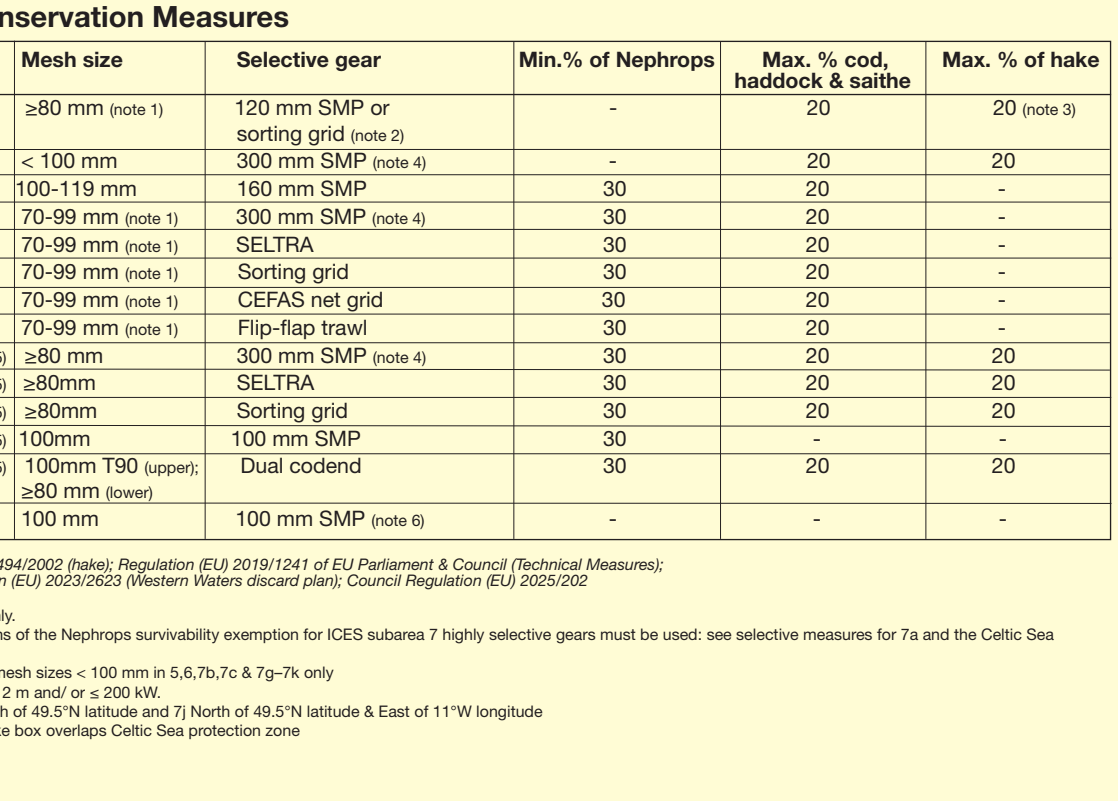 nservation Measures
Mesh size Selective gear Min.% of Nephrops Max. % cod, haddock & saithe Max. % of hake
≥80 mm (note 1) 120 mm SMP or - 20 20 (note 3)
sorting grid (note 2)
< 100 mm 300 mm SMP (note 4) - 20 20
100-119 mm 160 mm SMP 30 20 -
70-99 mm (note 1) 300 mm SMP (note 4) 30 20 -
70-99 mm (note 1) SELTRA 30 20 -
70-99 mm (note 1) Sorting grid 30 20 -
70-99 mm (note 1) CEFAS net grid 30 20 -
70-99 mm (note 1) Flip-flap trawl 30 20 -
) ≥80 mm 300 mm SMP (note 4) 30 20 20
) ≥80mm SELTRA 30 20 20
) ≥80mm Sorting grid 30 20 20
) 100mm 100 mm SMP 30 - -
) 100mm T90 (upper); Dual codend 30 20 20
≥80 mm (lower)
100 mm 100 mm SMP (note 6) - - -
494/2002 (hake); Regulation (EU) 2019/1241 of EU Parliament & Council (Technical Measures);
n (EU) 2023/2623 (Western Waters discard plan); Council Regulation (EU) 2025/202
ly.
ns of the Nephrops survivability exemption for ICES subarea 7 highly selective gears must be used: see selective measures for 7a and the Celtic Sea
mesh sizes < 100 mm in 5,6,7b,7c & 7g–7k only
2 m and/ or ≤ 200 kW.
h of 49.5°N latitude and 7j North of 49.5°N latitude & East of 11°W longitude
ke box overlaps Celtic Sea protection zone